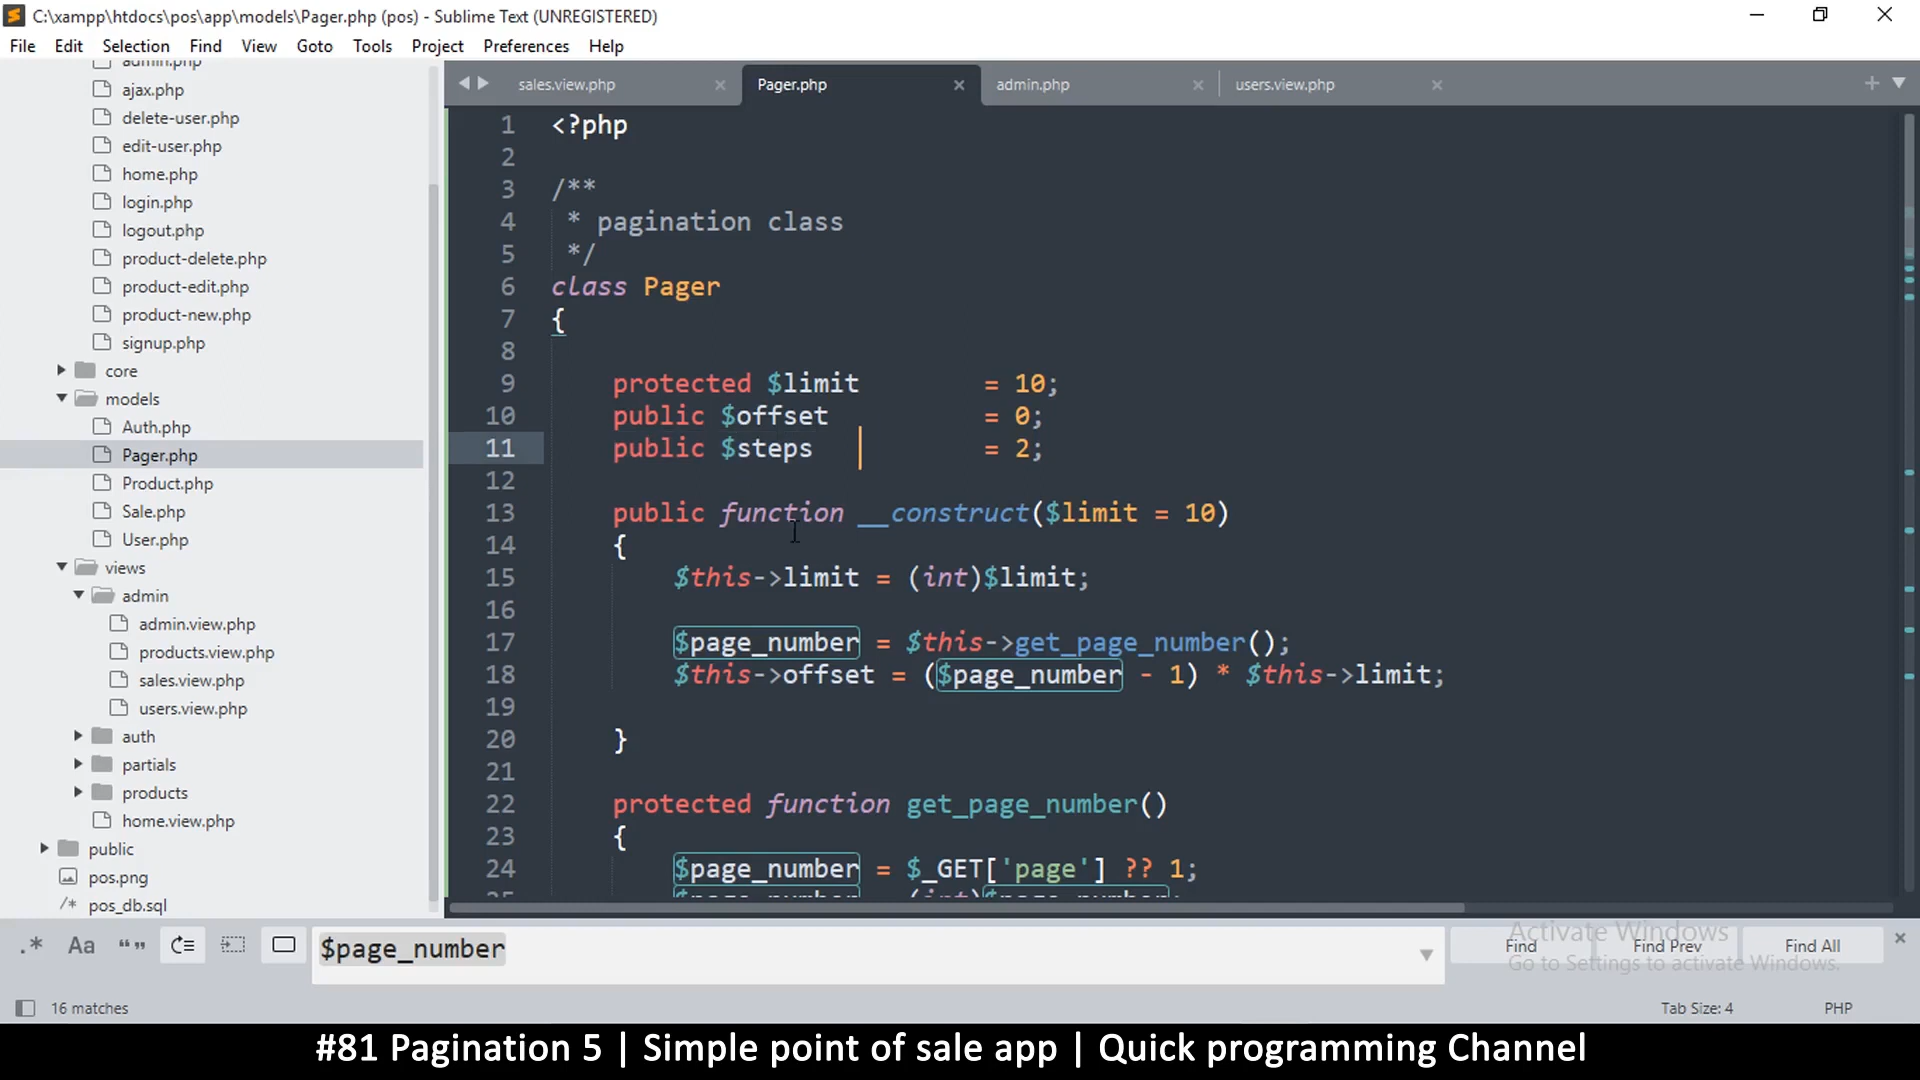 C:\xampp\htdocs\pos\app\models\Pager.php (pos) - Sublime Text (UNREGISTERED)
File Edit Selection Find View Goto Tools Project Preferences Help
admin.php
ajax.php
delete-user.php
edit-user.php
home.php
login.php
logout.php
product-delete.php
product-edit.php
product-new.php
signup.php
core
models
Auth.php
Pager.php
Product.php
Sale.php
User.php
views
admin
admin.view.php
products.view.php
sales.view.php
users.view.php
auth
partials
products
home.view.php
public
pos.png
/* pos_db.sql
sales.view.php Pager.php admin.php users.view.php
1 <?php
2
3 /**
4 * pagination class
5 */
6 class Pager
7 {
8
9 protected $limit = 10;
10 public $offset = 0;
11 public $steps = 2;
12
13 public function __construct($limit = 10)
14 {
15 $this->limit = (int)$limit;
16
17 $page_number = $this->get_page_number();
18 $this->offset = ($page_number - 1) * $this->limit;
19
20 }
21
22 protected function get_page_number()
23 {
24 $page_number = $_GET['page'] ?? 1;
.* Aa “” $page_number Find Find Prev Find All
Activate Windows
Go to Settings to activate Windows.
16 matches Tab Size: 4 PHP
#81 Pagination 5 | Simple point of sale app | Quick programming Channel